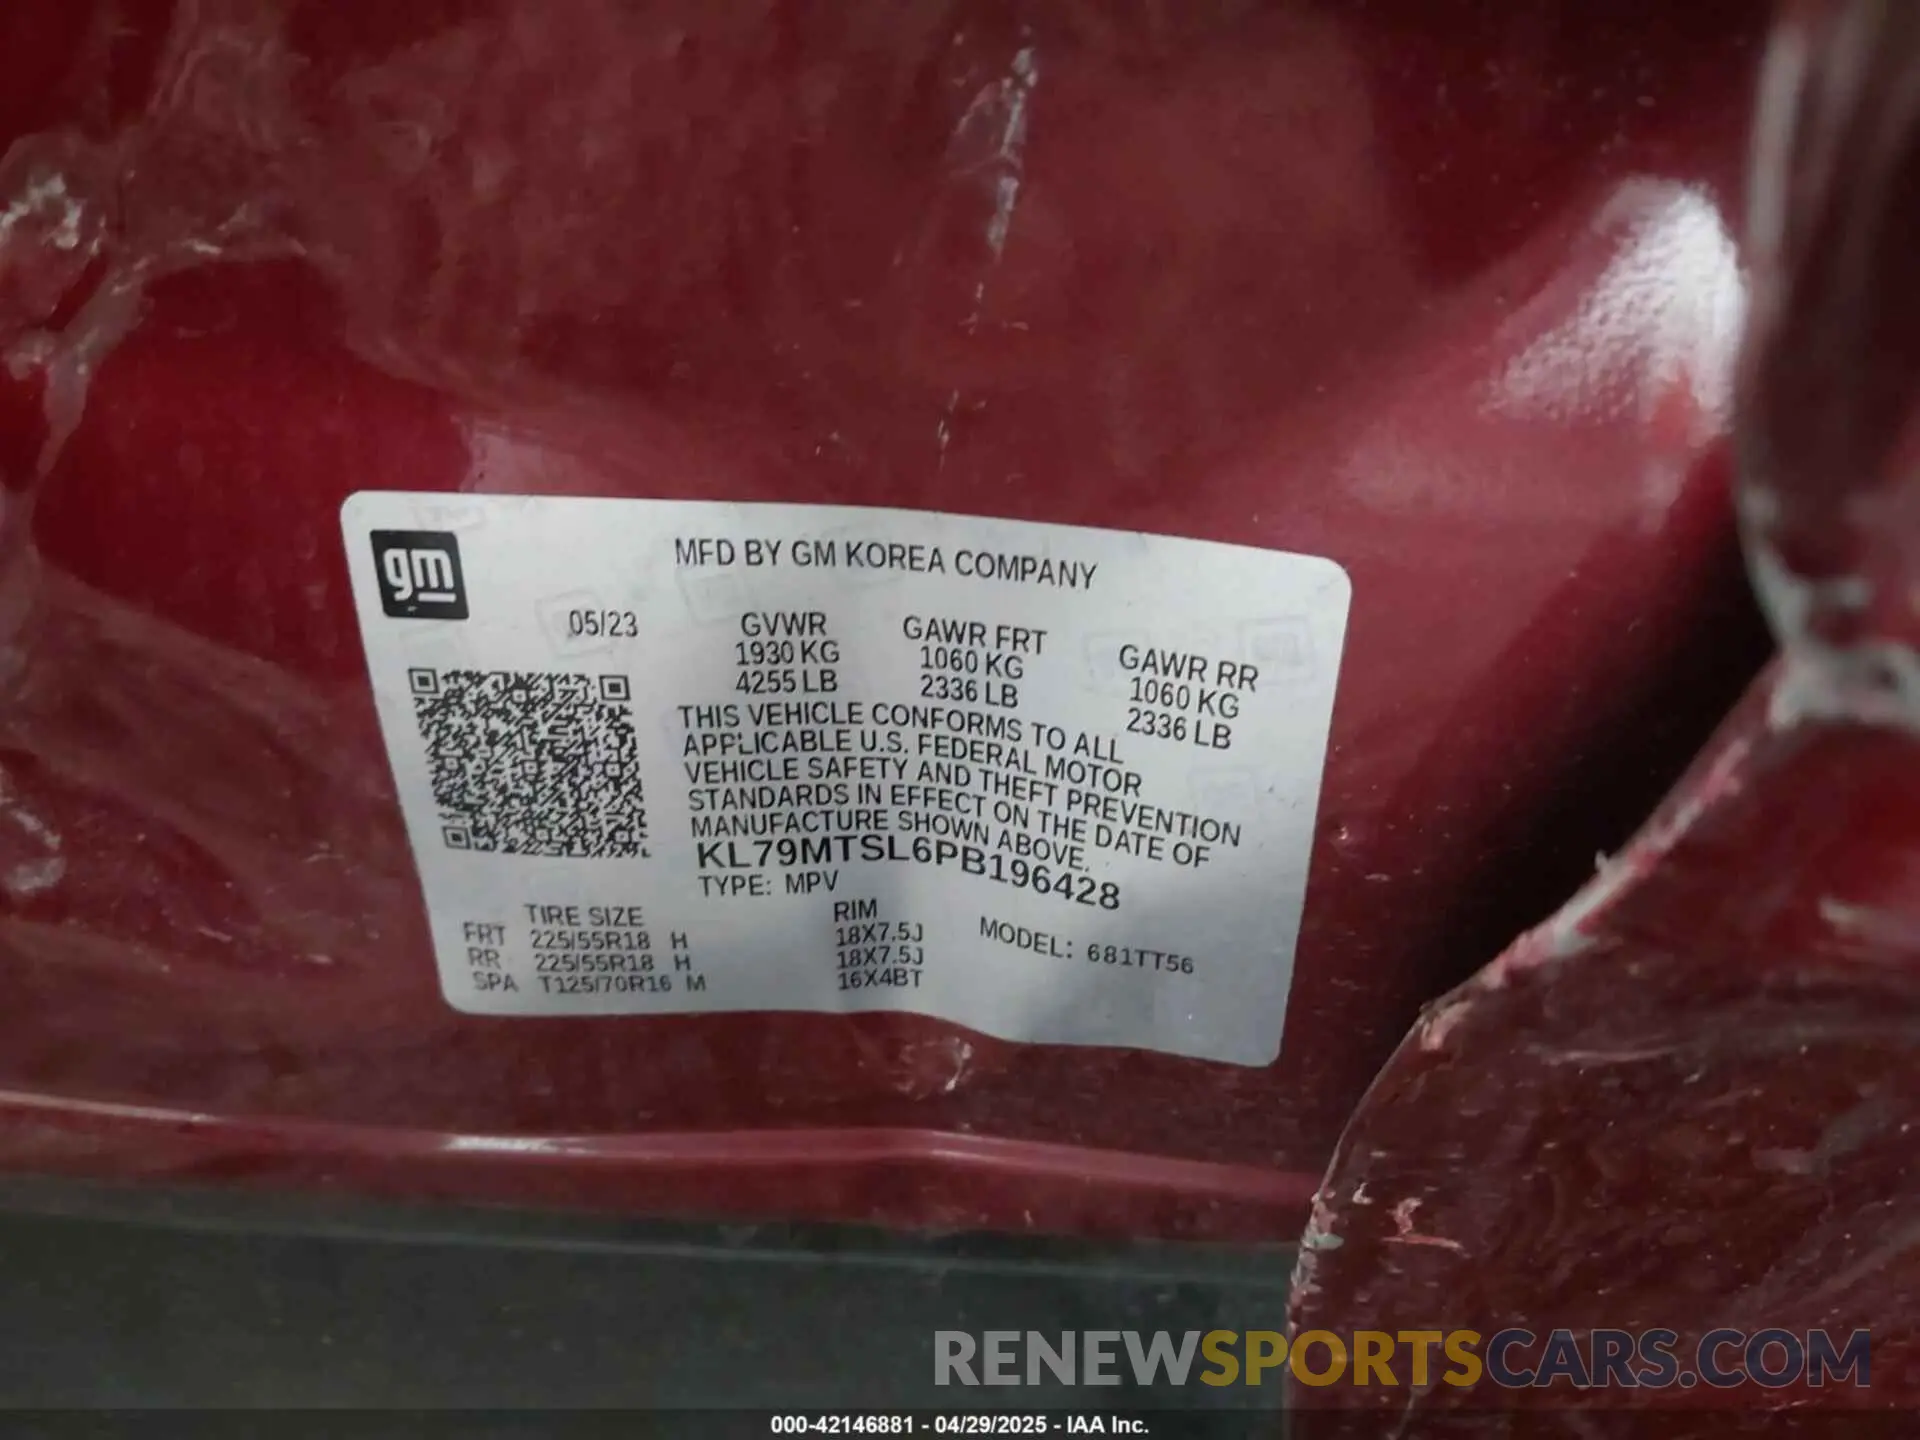 gm
MFD BY GM KOREA COMPANY
05/23
GVWR
1930 KG
4255 LB
GAWR FRT
1060 KG
2336 LB
GAWR RR
1060 KG
2336 LB
THIS VEHICLE CONFORMS TO ALL
APPLICABLE U.S. FEDERAL MOTOR
VEHICLE SAFETY AND THEFT PREVENTION
STANDARDS IN EFFECT ON THE DATE OF
MANUFACTURE SHOWN ABOVE.
KL79MTSL6PB196428
TYPE: MPV
TIRE SIZE RIM
FRT 225/55R18 H 18X7.5J
RR 225/55R18 H 18X7.5J
SPA T125/70R16 M 16X4BT
MODEL: 681TT56
RENEWSPORTSCARS.COM
000-42146881 - 04/29/2025 - IAA Inc.